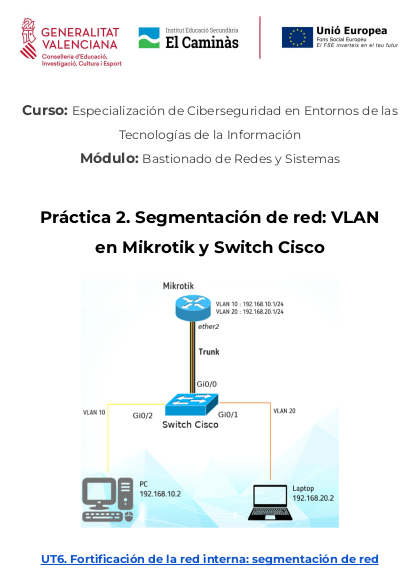 GENERALITAT
VALENCIANA
Conselleria d'Educació,
Investigació, Cultura i Esport
Institut Educació Secundària
El Caminàs
Unió Europea
Fons Social Europeu
El FSE inverteix en el teu futur
Curso: Especialización de Ciberseguridad en Entornos de las
Tecnologías de la Información
Módulo: Bastionado de Redes y Sistemas
Práctica 2. Segmentación de red: VLAN
en Mikrotik y Switch Cisco
Mikrotik
VLAN 10 : 192.168.10.1/24
VLAN 20 : 192.168.20.1/24
ether2
Trunk
Gi0/0
VLAN 10
Gi0/2
Gi0/1
VLAN 20
Switch Cisco
PC
192.168.10.2
Laptop
192.168.20.2
UT6. Fortificación de la red interna: segmentación de red